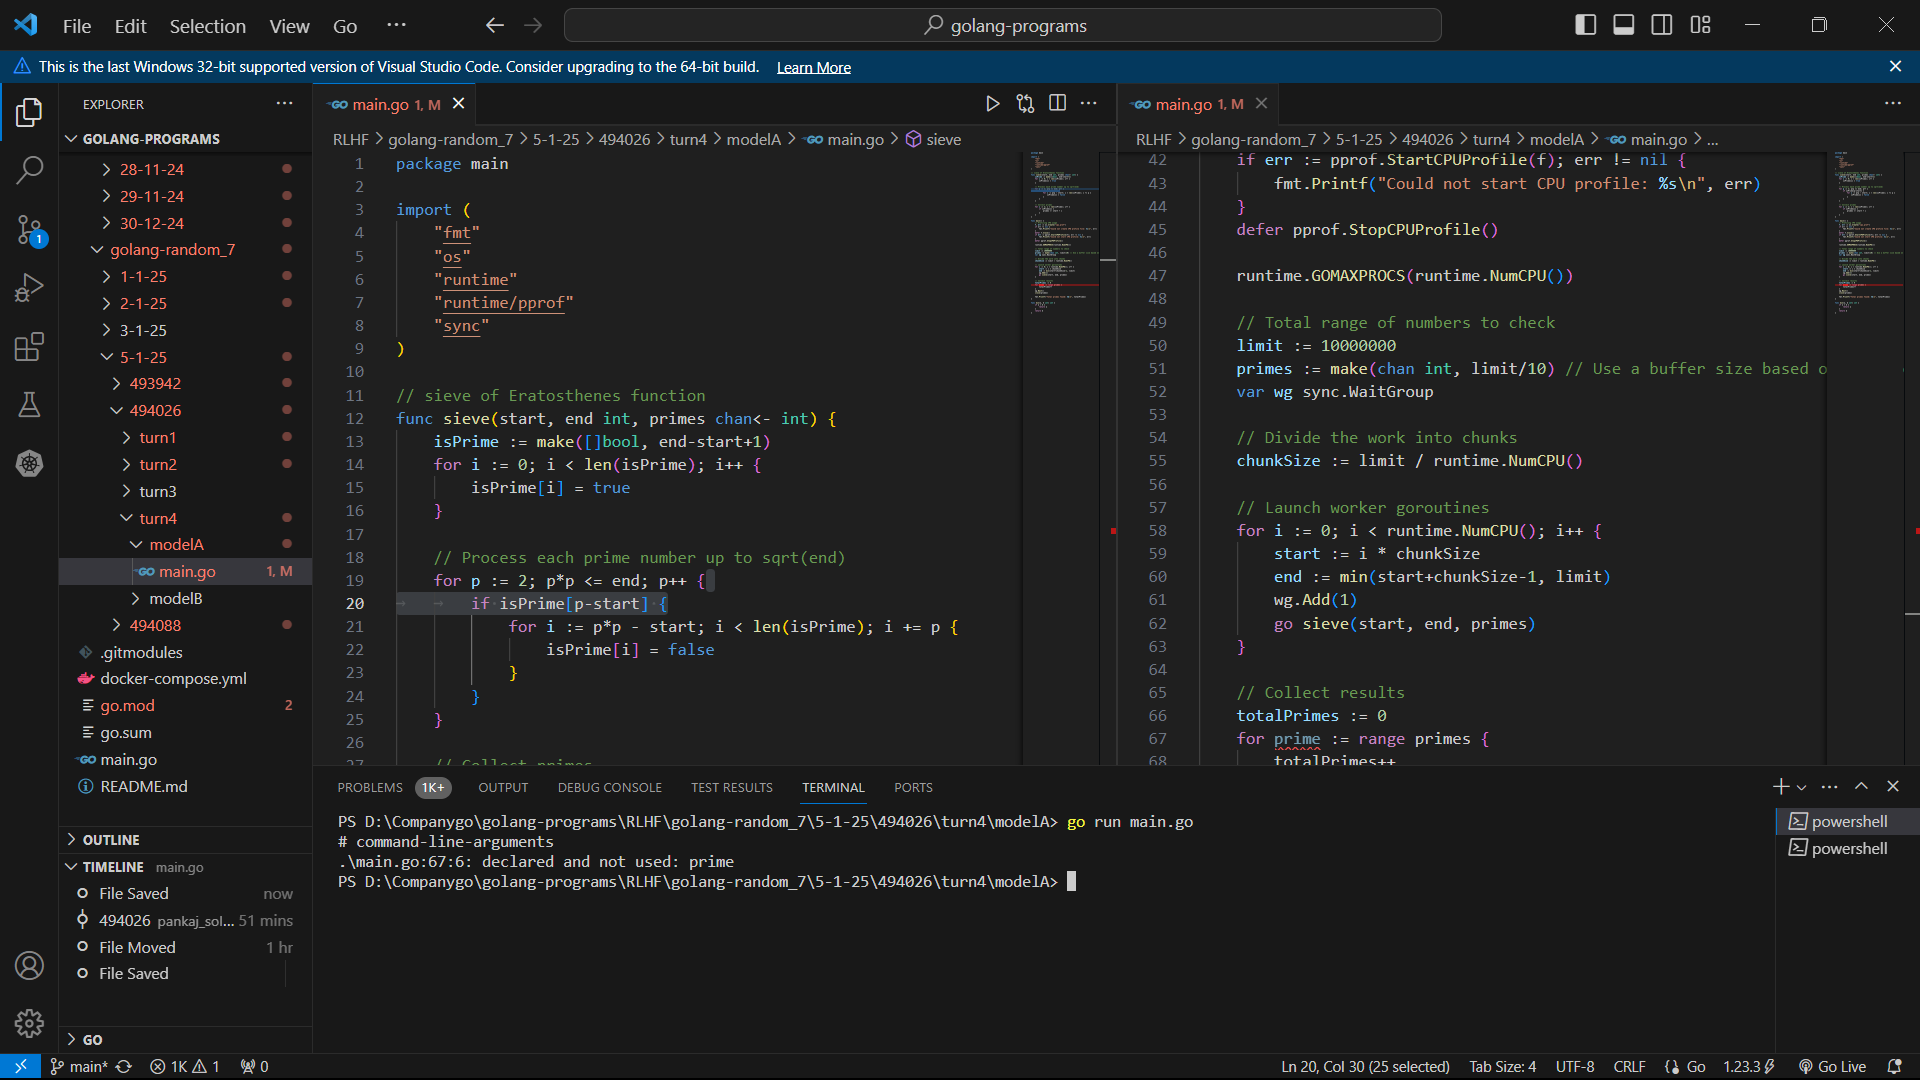 File Edit Selection View Go ··· golang-programs
This is the last Windows 32-bit supported version of Visual Studio Code. Consider upgrading to the 64-bit build. Learn More
EXPLORER
GOLANG-PROGRAMS
28-11-24
29-11-24
30-12-24
golang-random_7
1-1-25
2-1-25
3-1-25
5-1-25
493942
494026
turn1
turn2
turn3
turn4
modelA
main.go 1, M
modelB
494088
.gitmodules
docker-compose.yml
go.mod 2
go.sum
main.go
README.md
OUTLINE
TIMELINE main.go
File Saved now
494026 pankaj_sol... 51 mins
File Moved 1 hr
File Saved
GO
main.go 1, M
RLHF > golang-random_7 > 5-1-25 > 494026 > turn4 > modelA > main.go > sieve
1 package main
2
3 import (
4 "fmt"
5 "os"
6 "runtime"
7 "runtime/pprof"
8 "sync"
9 )
10
11 // sieve of Eratosthenes function
12 func sieve(start, end int, primes chan<- int) {
13 isPrime := make([]bool, end-start+1)
14 for i := 0; i < len(isPrime); i++ {
15 isPrime[i] = true
16 }
17
18 // Process each prime number up to sqrt(end)
19 for p := 2; p*p <= end; p++ {
20 if isPrime[p-start] {
21 for i := p*p - start; i < len(isPrime); i += p {
22 isPrime[i] = false
23 }
24 }
25 }
26
27 // Collect primes
main.go 1, M
RLHF > golang-random_7 > 5-1-25 > 494026 > turn4 > modelA > main.go > ...
42 if err := pprof.StartCPUProfile(f); err != nil {
43 fmt.Printf("Could not start CPU profile: %s\n", err)
44 }
45 defer pprof.StopCPUProfile()
46
47 runtime.GOMAXPROCS(runtime.NumCPU())
48
49 // Total range of numbers to check
50 limit := 10000000
51 primes := make(chan int, limit/10) // Use a buffer size based o
52 var wg sync.WaitGroup
53
54 // Divide the work into chunks
55 chunkSize := limit / runtime.NumCPU()
56
57 // Launch worker goroutines
58 for i := 0; i < runtime.NumCPU(); i++ {
59 start := i * chunkSize
60 end := min(start+chunkSize-1, limit)
61 wg.Add(1)
62 go sieve(start, end, primes)
63 }
64
65 // Collect results
66 totalPrimes := 0
67 for prime := range primes {
68 totalPrimes++
PROBLEMS 1K+ OUTPUT DEBUG CONSOLE TEST RESULTS TERMINAL PORTS
PS D:\Companygo\golang-programs\RLHF\golang-random_7\5-1-25\494026\turn4\modelA> go run main.go
# command-line-arguments
.\main.go:67:6: declared and not used: prime
PS D:\Companygo\golang-programs\RLHF\golang-random_7\5-1-25\494026\turn4\modelA>
powershell
powershell
main* 1K 1 0 Ln 20, Col 30 (25 selected) Tab Size: 4 UTF-8 CRLF Go 1.23.3 Go Live